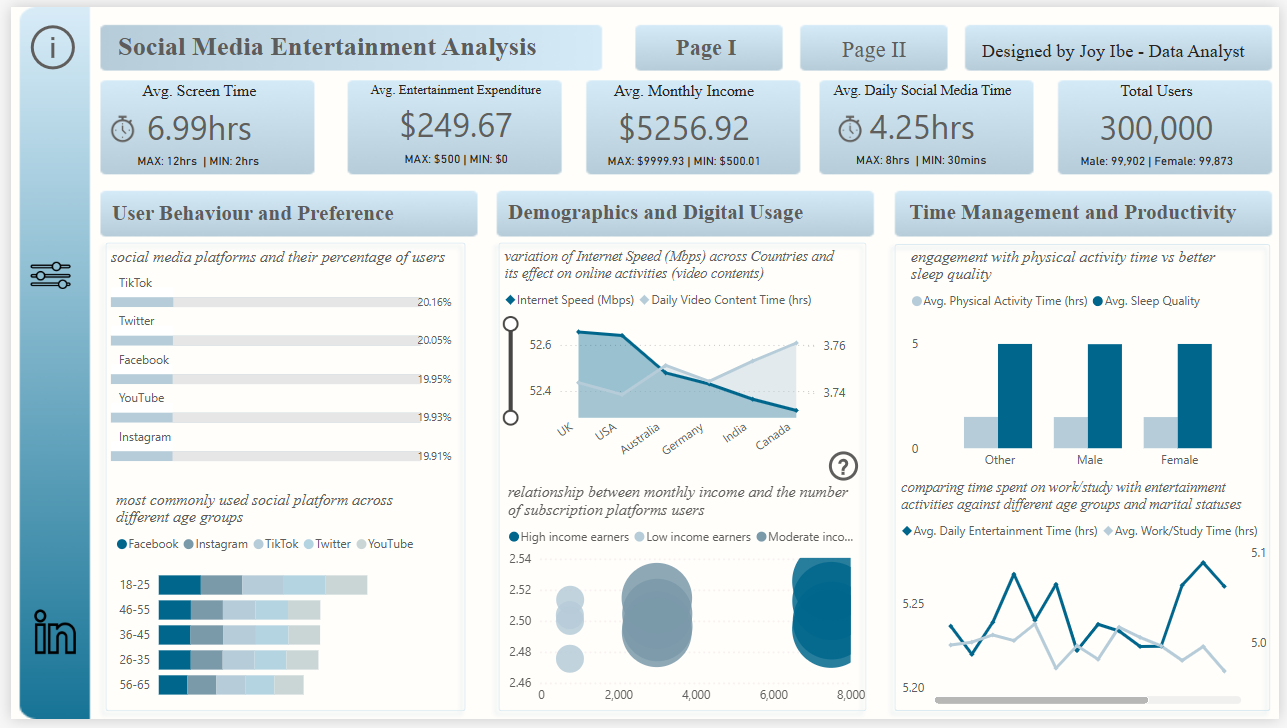 Social Media Entertainment Analysis
Page I
Page II
Designed by Joy Ibe - Data Analyst
Avg. Screen Time
6.99hrs
MAX: 12hrs | MIN: 2hrs
Avg. Entertainment Expenditure
$249.67
MAX: $500 | MIN: $0
Avg. Monthly Income
$5256.92
MAX: $9999.93 | MIN: $500.01
Avg. Daily Social Media Time
4.25hrs
MAX: 8hrs | MIN: 30mins
Total Users
300,000
Male: 99,902 | Female: 99,873
User Behaviour and Preference
social media platforms and their percentage of users
TikTok
20.16%
Twitter
20.05%
Facebook
19.95%
YouTube
19.93%
Instagram
19.91%
most commonly used social platform across
different age groups
Facebook Instagram TikTok Twitter YouTube
18-25
46-55
36-45
26-35
56-65
Demographics and Digital Usage
variation of Internet Speed (Mbps) across Countries and
its effect on online activities (video contents)
Internet Speed (Mbps) Daily Video Content Time (hrs)
52.6
52.4
3.76
3.74
UK
USA
Australia
Germany
India
Canada
?
relationship between monthly income and the number
of subscription platforms users
High income earners Low income earners Moderate inco...
2.54
2.52
2.50
2.48
2.46
0 2,000 4,000 6,000 8,000
Time Management and Productivity
engagement with physical activity time vs better
sleep quality
Avg. Physical Activity Time (hrs) Avg. Sleep Quality
5
0
Other Male Female
comparing time spent on work/study with entertainment
activities against different age groups and marital statuses
Avg. Daily Entertainment Time (hrs) Avg. Work/Study Time (hrs)
5.25
5.20
5.1
5.0
i
in